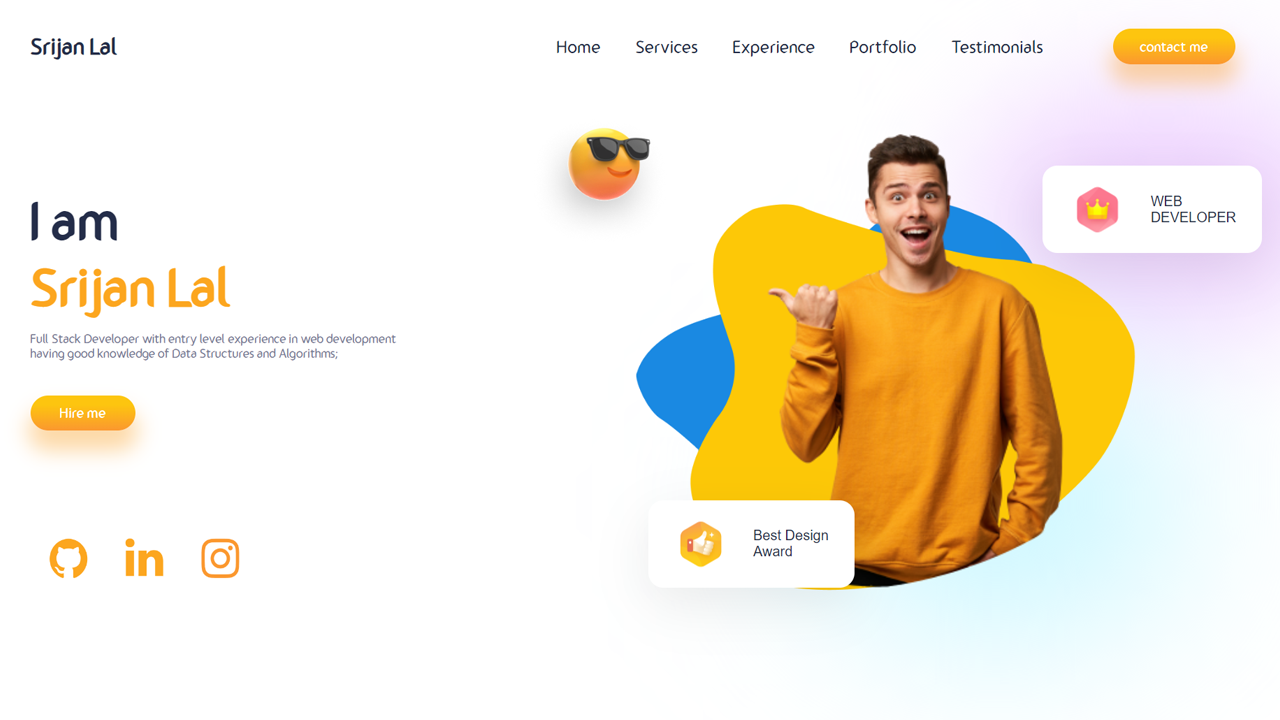 Srijan Lal
Home
Services
Experience
Portfolio
Testimonials
contact me
I am
Srijan Lal
Full Stack Developer with entry level experience in web development
having good knowledge of Data Structures and Algorithms;
Hire me
in
WEB
DEVELOPER
Best Design
Award